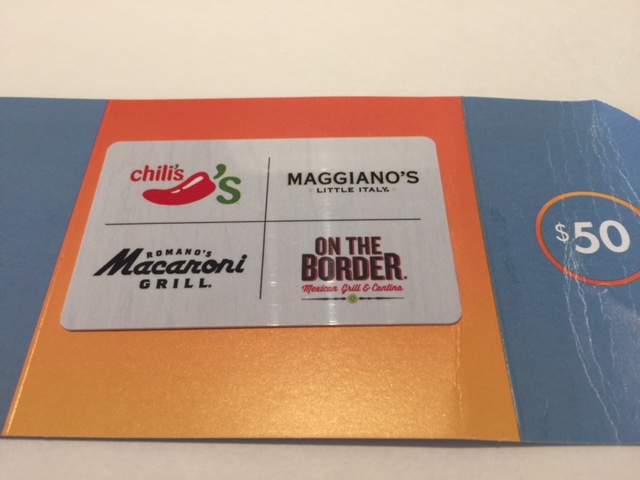 chili's 's
MAGGIANO'S
LITTLE ITALY.
ROMANO'S
Macaroni
GRILL.
ON THE
BORDER.
Mexican Grill & Cantina
$50